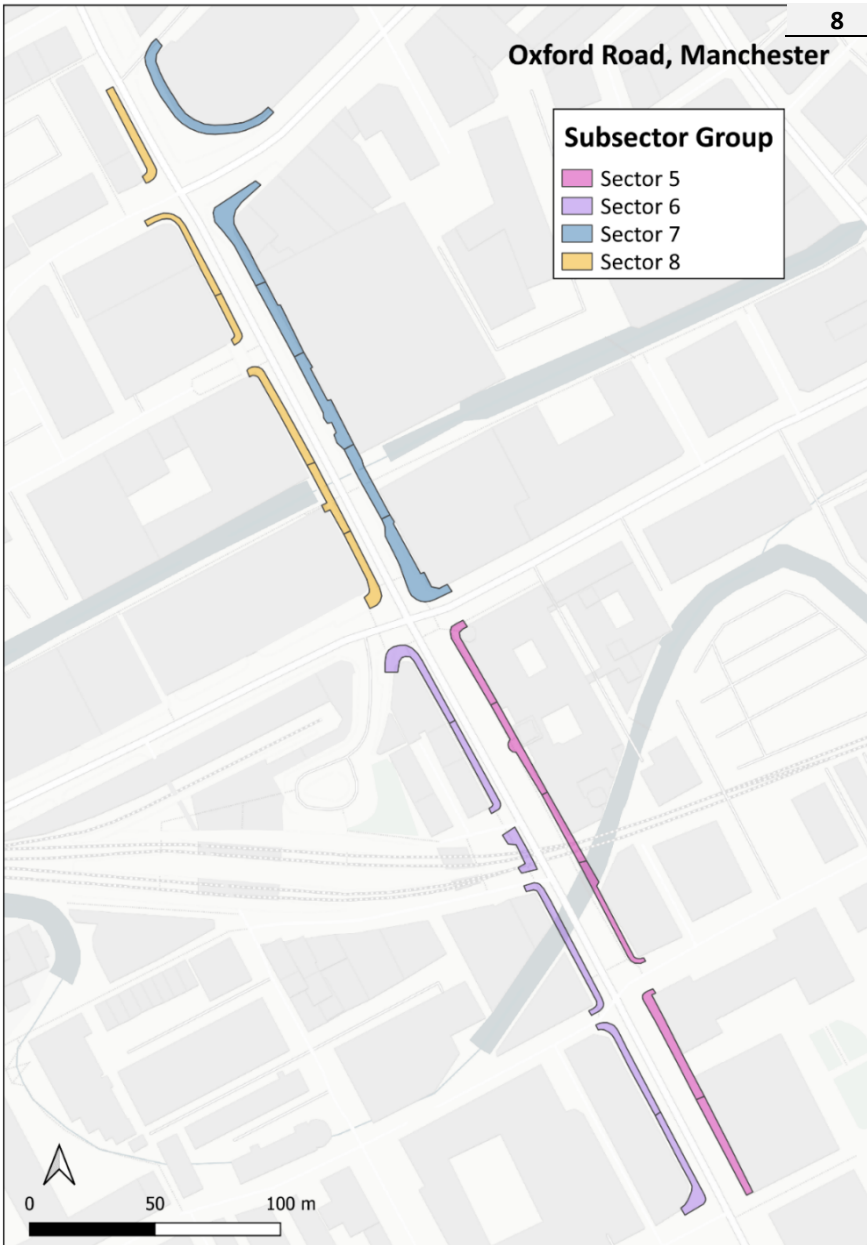 8
Oxford Road, Manchester
Subsector Group
Sector 5
Sector 6
Sector 7
Sector 8
0 50 100 m